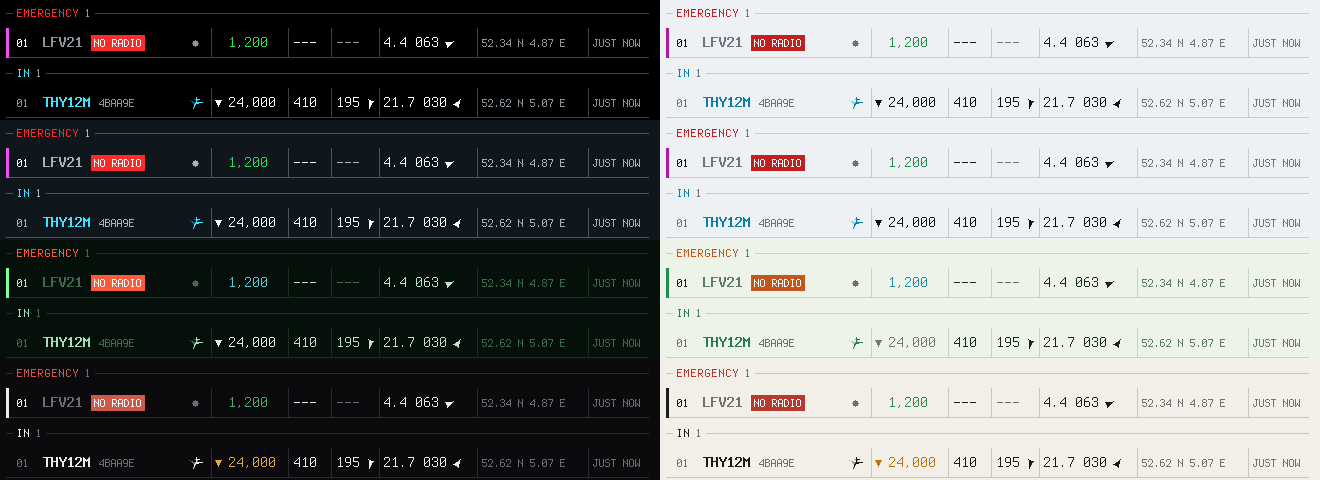 EMERGENCY 1
01 LFV21 NO RADIO 1,200 --- --- 4.4 063 52.34 N 4.87 E JUST NOW
IN 1
01 THY12M 4BAA9E ▼ 24,000 410 195 21.7 030 52.62 N 5.07 E JUST NOW
EMERGENCY 1
01 LFV21 NO RADIO 1,200 --- --- 4.4 063 52.34 N 4.87 E JUST NOW
IN 1
01 THY12M 4BAA9E ▼ 24,000 410 195 21.7 030 52.62 N 5.07 E JUST NOW
EMERGENCY 1
01 LFV21 NO RADIO 1,200 --- --- 4.4 063 52.34 N 4.87 E JUST NOW
IN 1
01 THY12M 4BAA9E ▼ 24,000 410 195 21.7 030 52.62 N 5.07 E JUST NOW
EMERGENCY 1
01 LFV21 NO RADIO 1,200 --- --- 4.4 063 52.34 N 4.87 E JUST NOW
IN 1
01 THY12M 4BAA9E ▼ 24,000 410 195 21.7 030 52.62 N 5.07 E JUST NOW
EMERGENCY 1
01 LFV21 NO RADIO 1,200 --- --- 4.4 063 52.34 N 4.87 E JUST NOW
IN 1
01 THY12M 4BAA9E ▼ 24,000 410 195 21.7 030 52.62 N 5.07 E JUST NOW
EMERGENCY 1
01 LFV21 NO RADIO 1,200 --- --- 4.4 063 52.34 N 4.87 E JUST NOW
IN 1
01 THY12M 4BAA9E ▼ 24,000 410 195 21.7 030 52.62 N 5.07 E JUST NOW
EMERGENCY 1
01 LFV21 NO RADIO 1,200 --- --- 4.4 063 52.34 N 4.87 E JUST NOW
IN 1
01 THY12M 4BAA9E ▼ 24,000 410 195 21.7 030 52.62 N 5.07 E JUST NOW
EMERGENCY 1
01 LFV21 NO RADIO 1,200 --- --- 4.4 063 52.34 N 4.87 E JUST NOW
IN 1
01 THY12M 4BAA9E ▼ 24,000 410 195 21.7 030 52.62 N 5.07 E JUST NOW